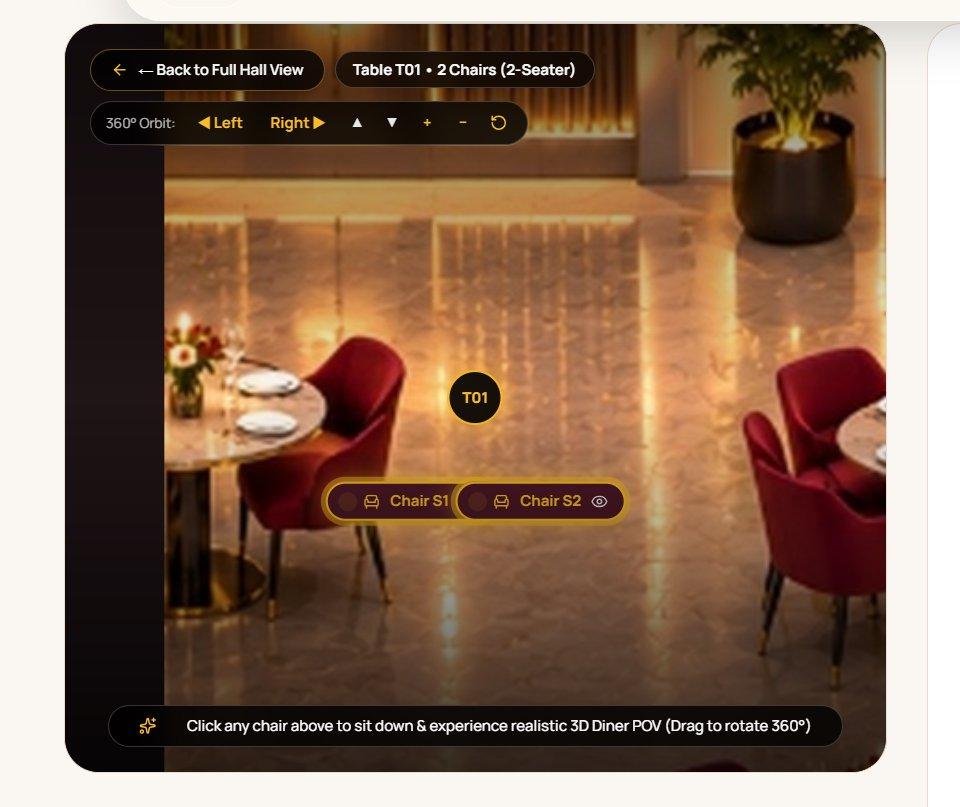 ← Back to Full Hall View
Table T01 • 2 Chairs (2-Seater)
360° Orbit: ◀ Left Right ▶ ▲ ▼ + −
T01
Chair S1
Chair S2
Click any chair above to sit down & experience realistic 3D Diner POV (Drag to rotate 360°)